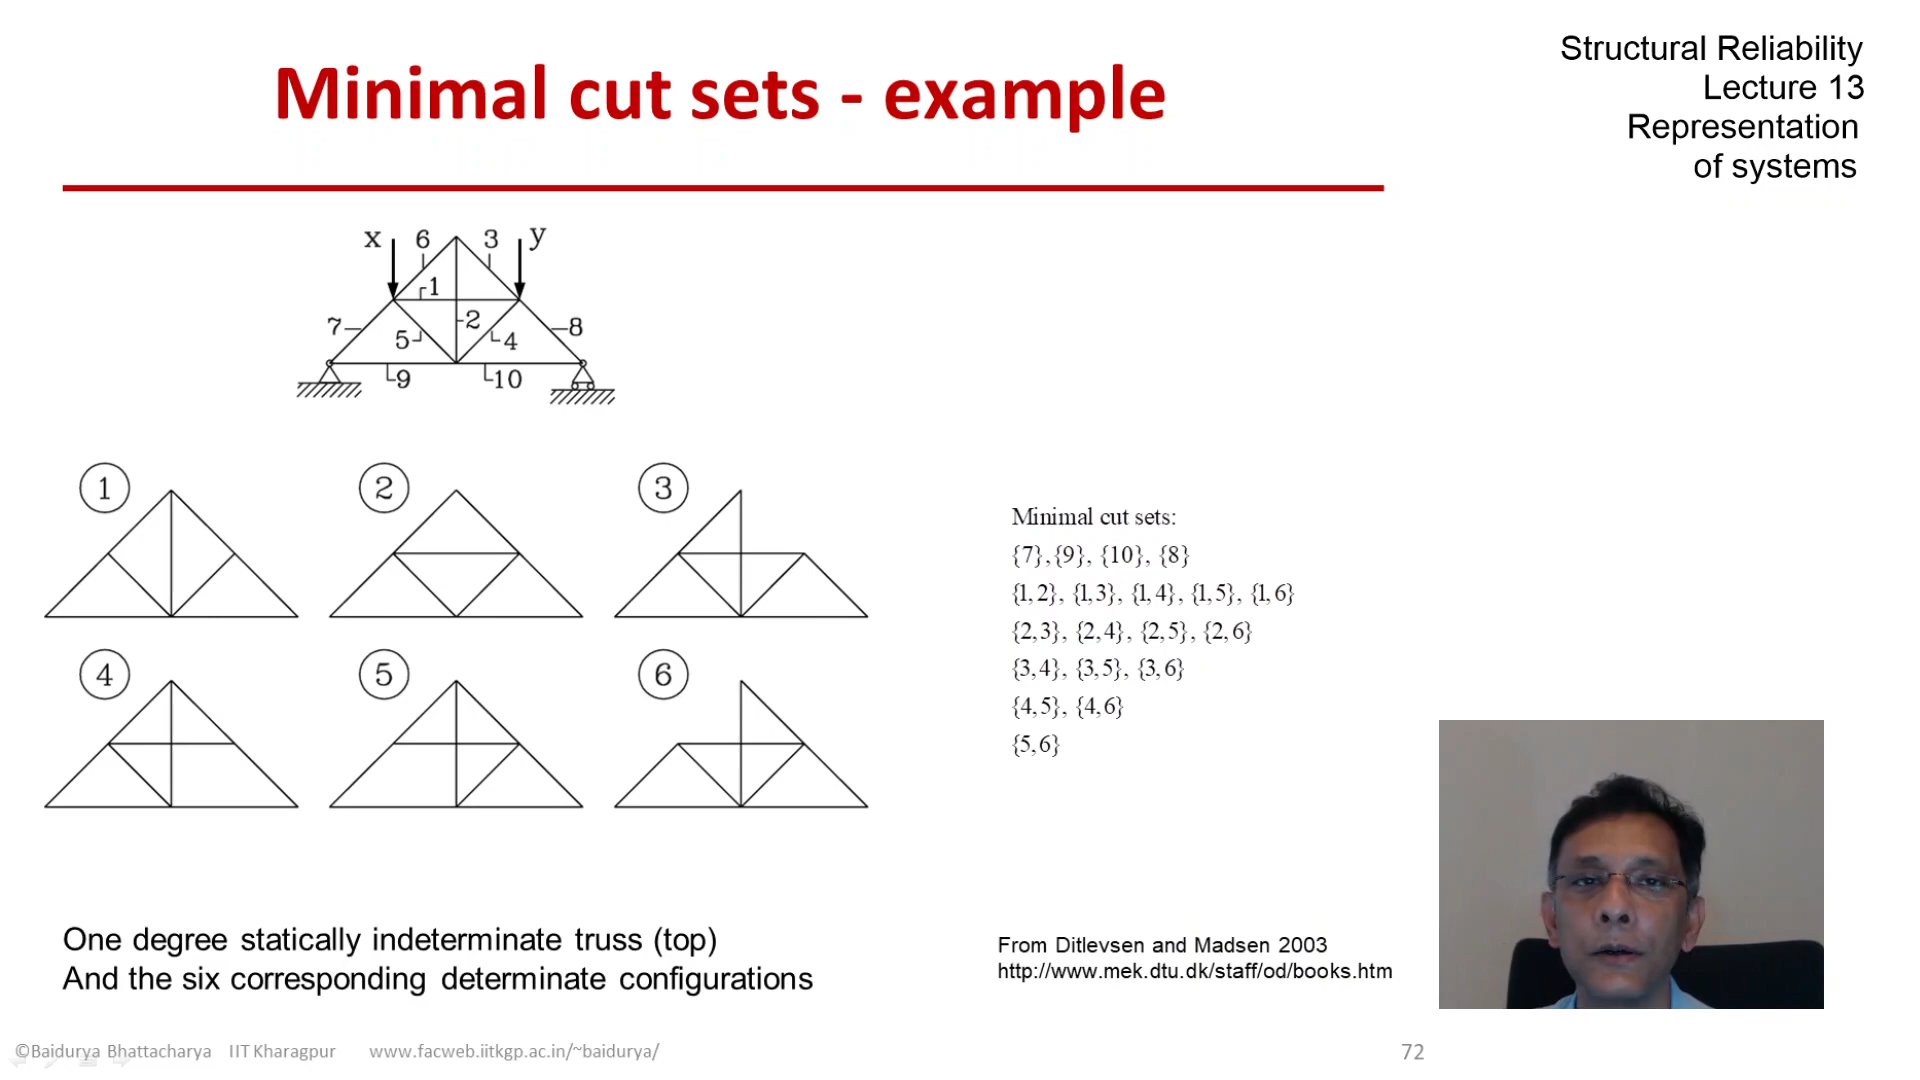 Minimal cut sets - example
Structural Reliability
Lecture 13
Representation
of systems
x 6 3 y
1
7 2 8
5 4
9 10
1 2 3
4 5 6
Minimal cut sets:
{7},{9}, {10}, {8}
{1,2}, {1,3}, {1,4}, {1,5}, {1,6}
{2,3}, {2,4}, {2,5}, {2,6}
{3,4}, {3,5}, {3,6}
{4,5}, {4,6}
{5,6}
One degree statically indeterminate truss (top)
And the six corresponding determinate configurations
From Ditlevsen and Madsen 2003
http://www.mek.dtu.dk/staff/od/books.htm
©Baidurya Bhattacharya IIT Kharagpur www.facweb.iitkgp.ac.in/~baidurya/
72